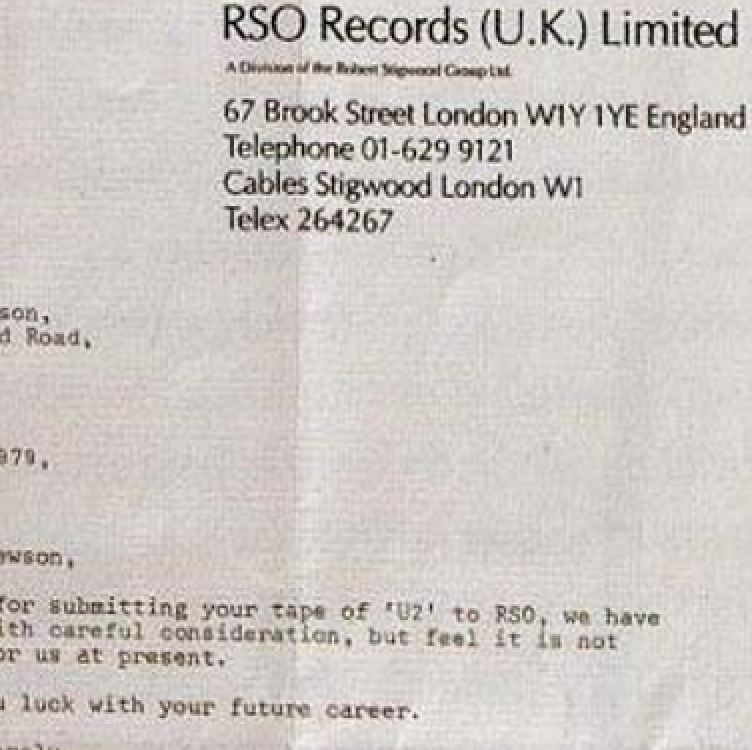 RSO Records (U.K.) Limited
A Division of the Robert Stigwood Group Ltd.
67 Brook Street London W1Y 1YE England
Telephone 01-629 9121
Cables Stigwood London W1
Telex 264267
son,
d Road,
979,
ewson,
for submitting your tape of 'U2' to RSO, we have
ith careful consideration, but feel it is not
or us at present.
u luck with your future career.